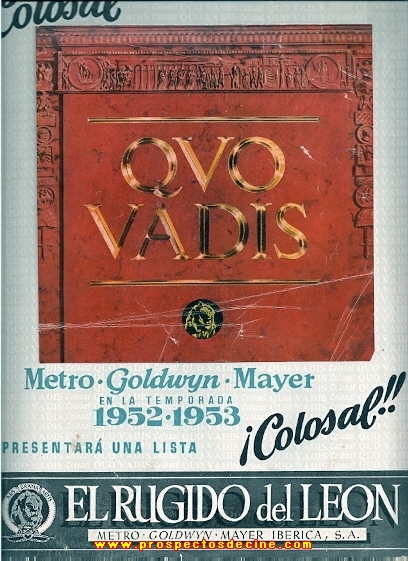 Colosal
QVO
VADIS
Metro · Goldwyn · Mayer
EN LA TEMPORADA
1952·1953
PRESENTARÁ UNA LISTA
¡Colosal!!
EL RUGIDO del LEON
METRO · GOLDWYN · MAYER IBERICA, S.A.
www.prospectosdecine.com